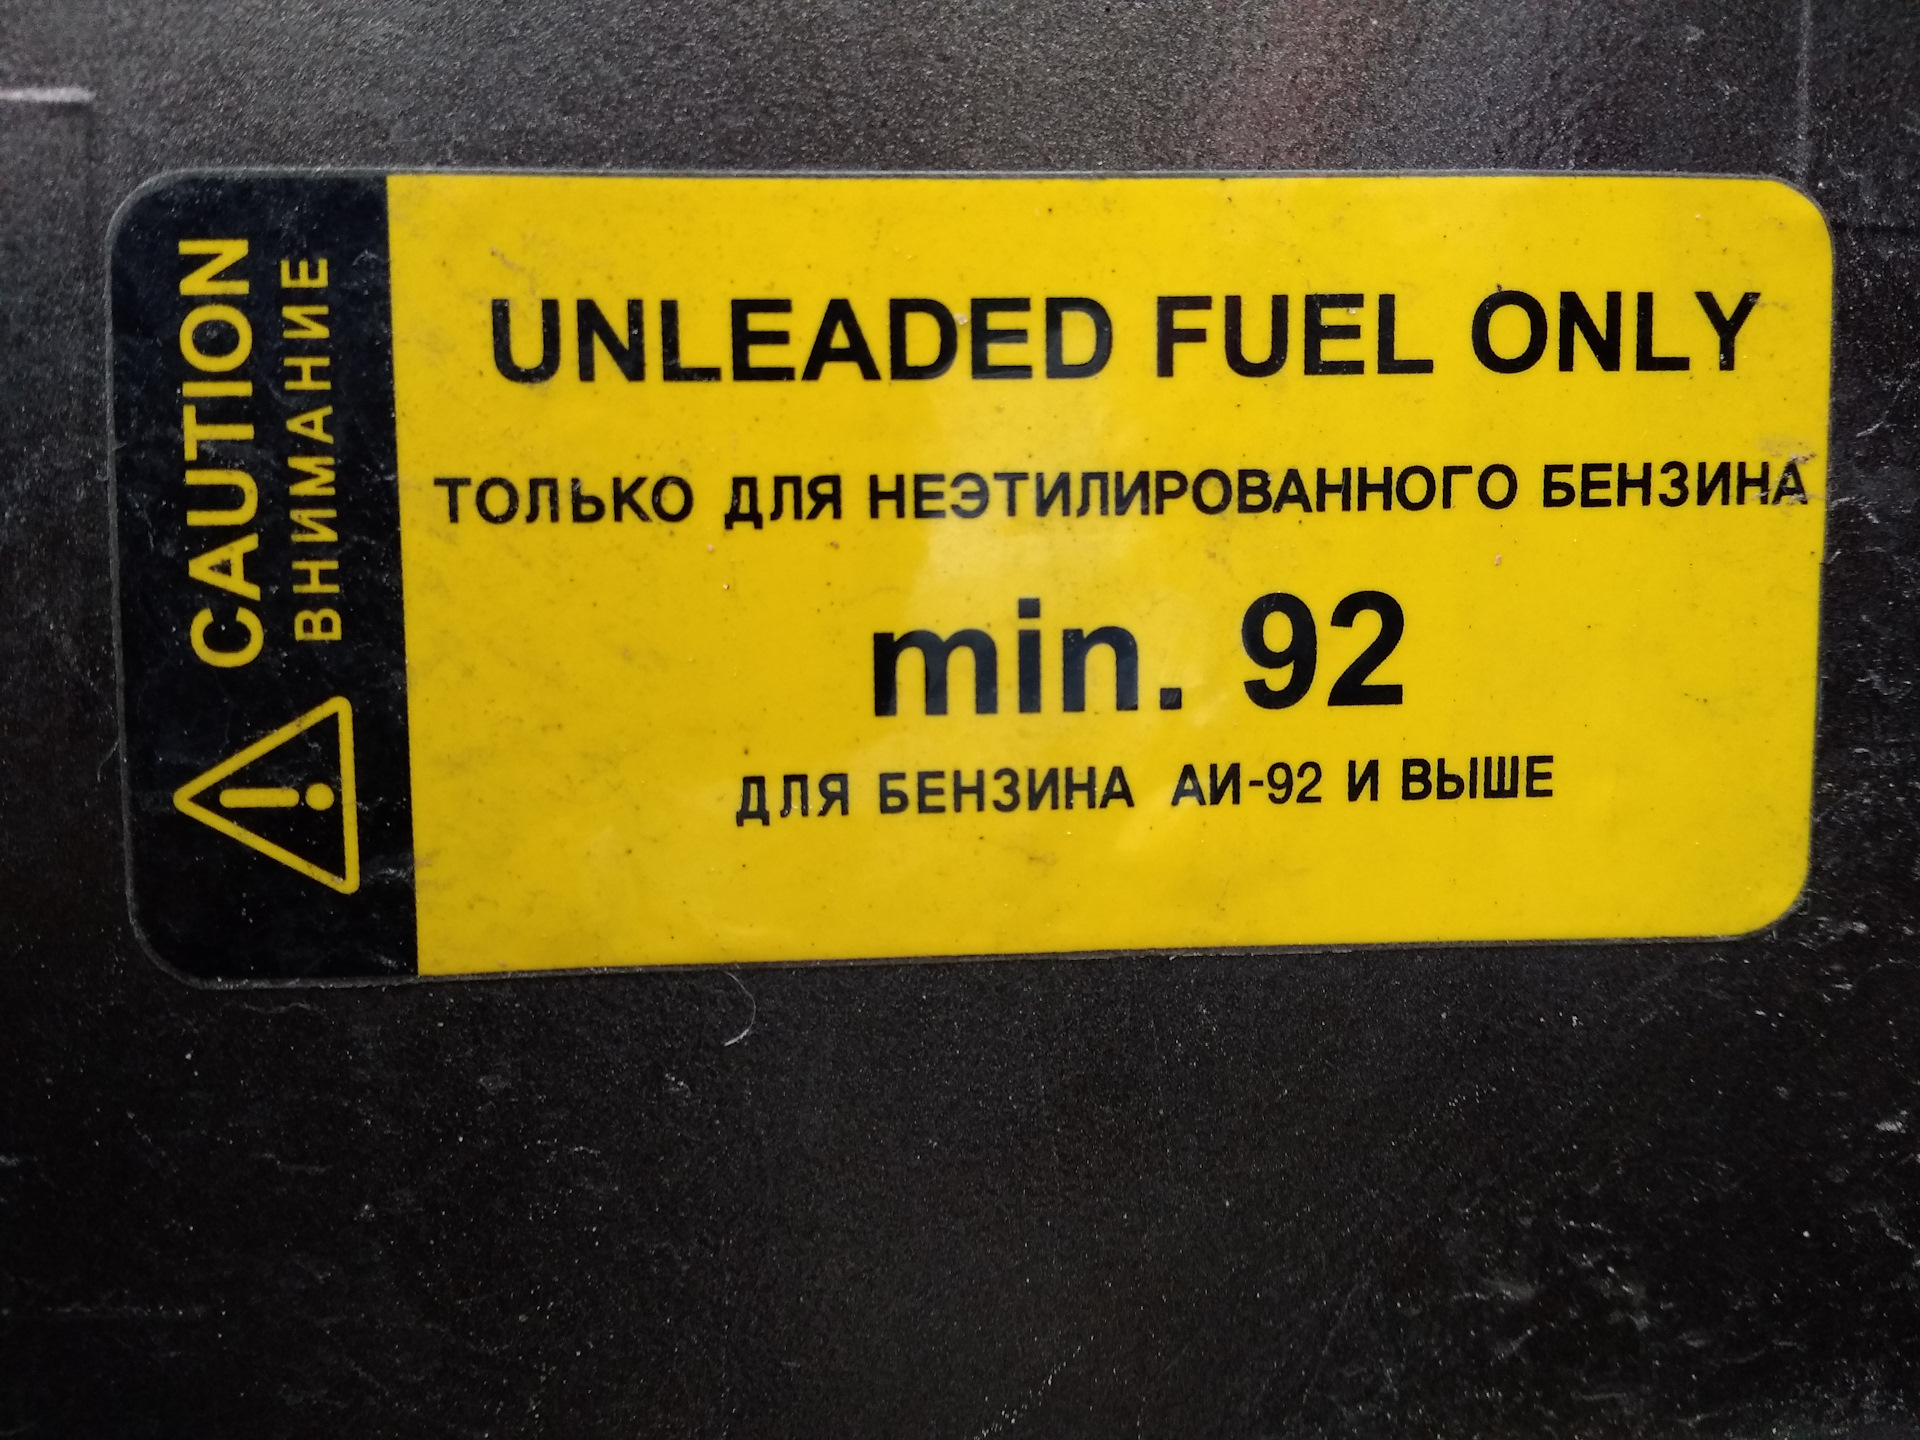 CAUTION
ВНИМАНИЕ
UNLEADED FUEL ONLY
ТОЛЬКО ДЛЯ НЕЭТИЛИРОВАННОГО БЕНЗИНА
min. 92
ДЛЯ БЕНЗИНА АИ-92 И ВЫШЕ